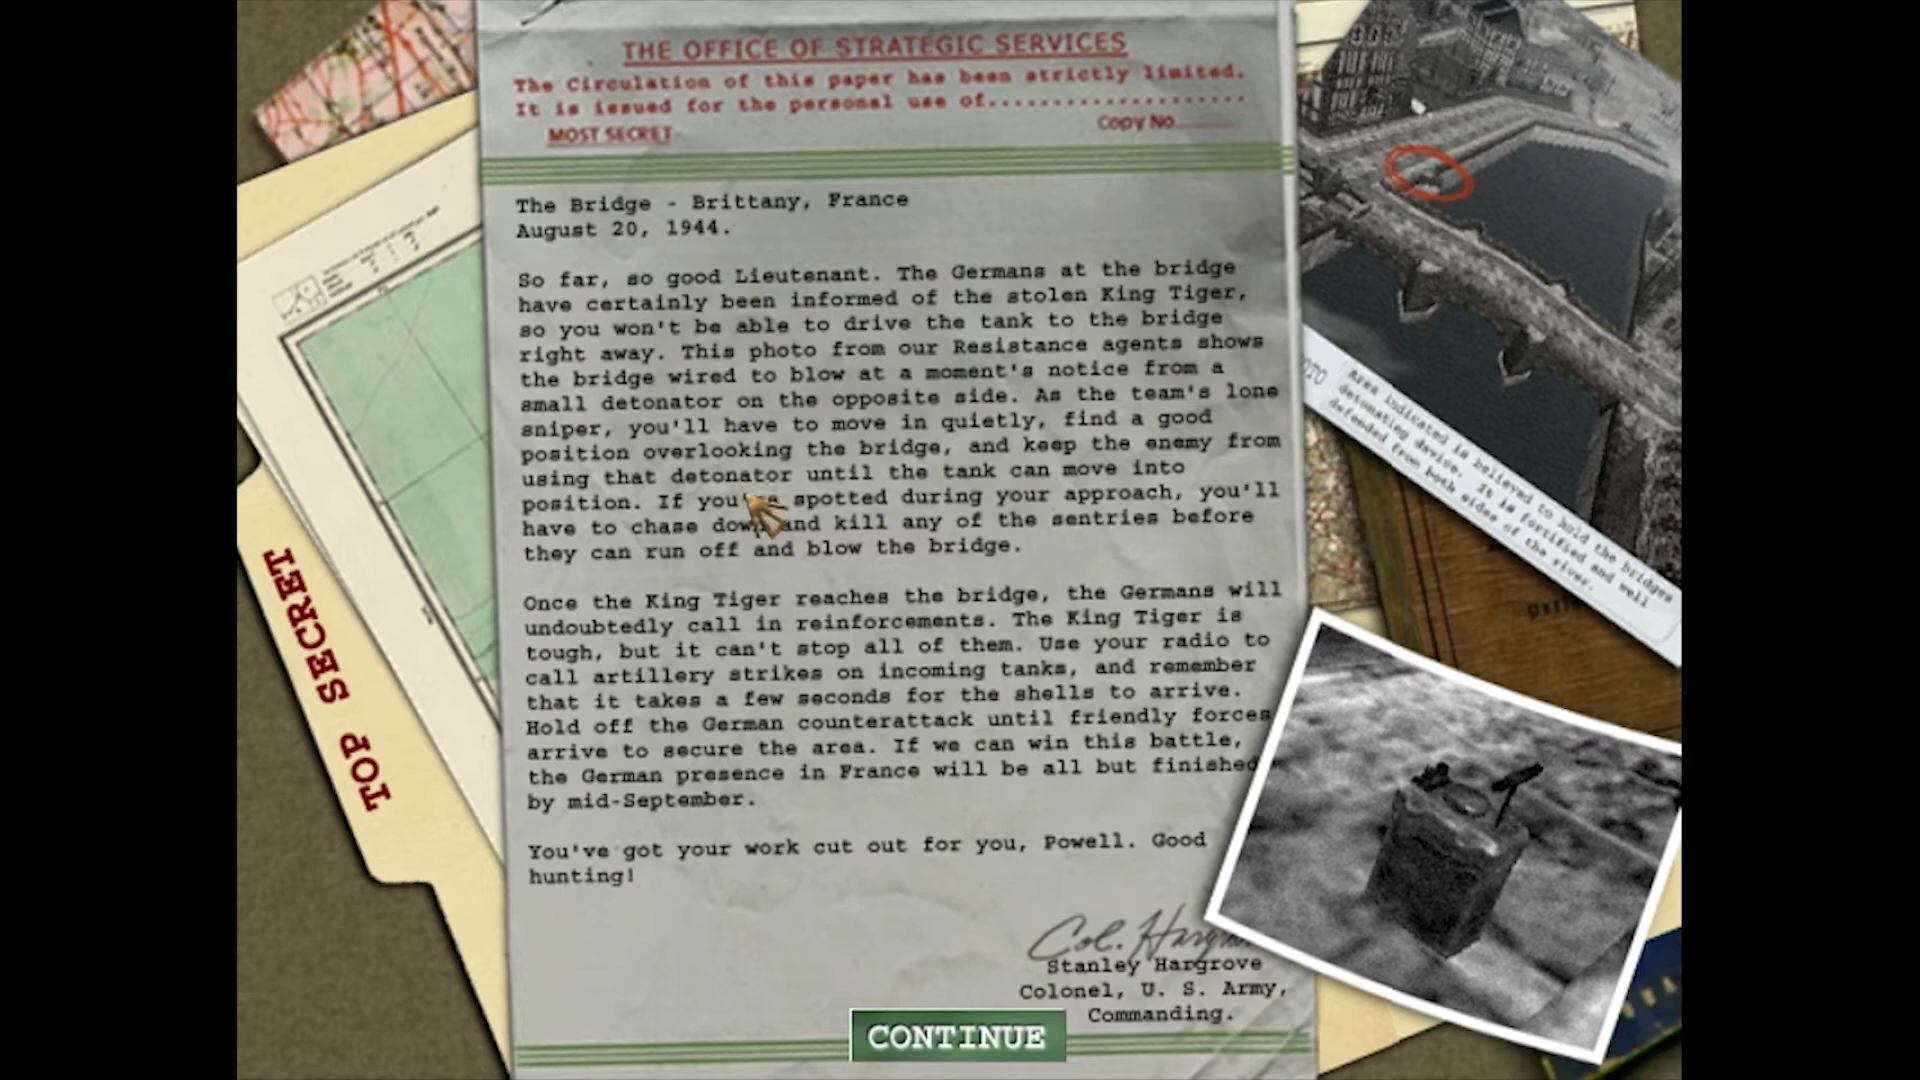 THE OFFICE OF STRATEGIC SERVICES
The Circulation of this paper has been strictly limited.
It is issued for the personal use of.....................
MOST SECRET
Copy No.
The Bridge - Brittany, France
August 20, 1944.
So far, so good Lieutenant. The Germans at the bridge
have certainly been informed of the stolen King Tiger,
so you won't be able to drive the tank to the bridge
right away. This photo from our Resistance agents shows
the bridge wired to blow at a moment's notice from a
small detonator on the opposite side. As the team's lone
sniper, you'll have to move in quietly, find a good
position overlooking the bridge, and keep the enemy from
using that detonator until the tank can move into
position. If you're spotted during your approach, you'll
have to chase down and kill any of the sentries before
they can run off and blow the bridge.
Once the King Tiger reaches the bridge, the Germans will
undoubtedly call in reinforcements. The King Tiger is
tough, but it can't stop all of them. Use your radio to
call artillery strikes on incoming tanks, and remember
that it takes a few seconds for the shells to arrive.
Hold off the German counterattack until friendly forces
arrive to secure the area. If we can win this battle,
the German presence in France will be all but finished
by mid-September.
You've got your work cut out for you, Powell. Good
hunting!
Col.
Stanley Hargrove
Colonel, U. S. Army,
Commanding.
CONTINUE
TOP SECRET
Area indicated is believed to hold the bridges
detonating device. It is fortified and well
defended from both sides of the river.